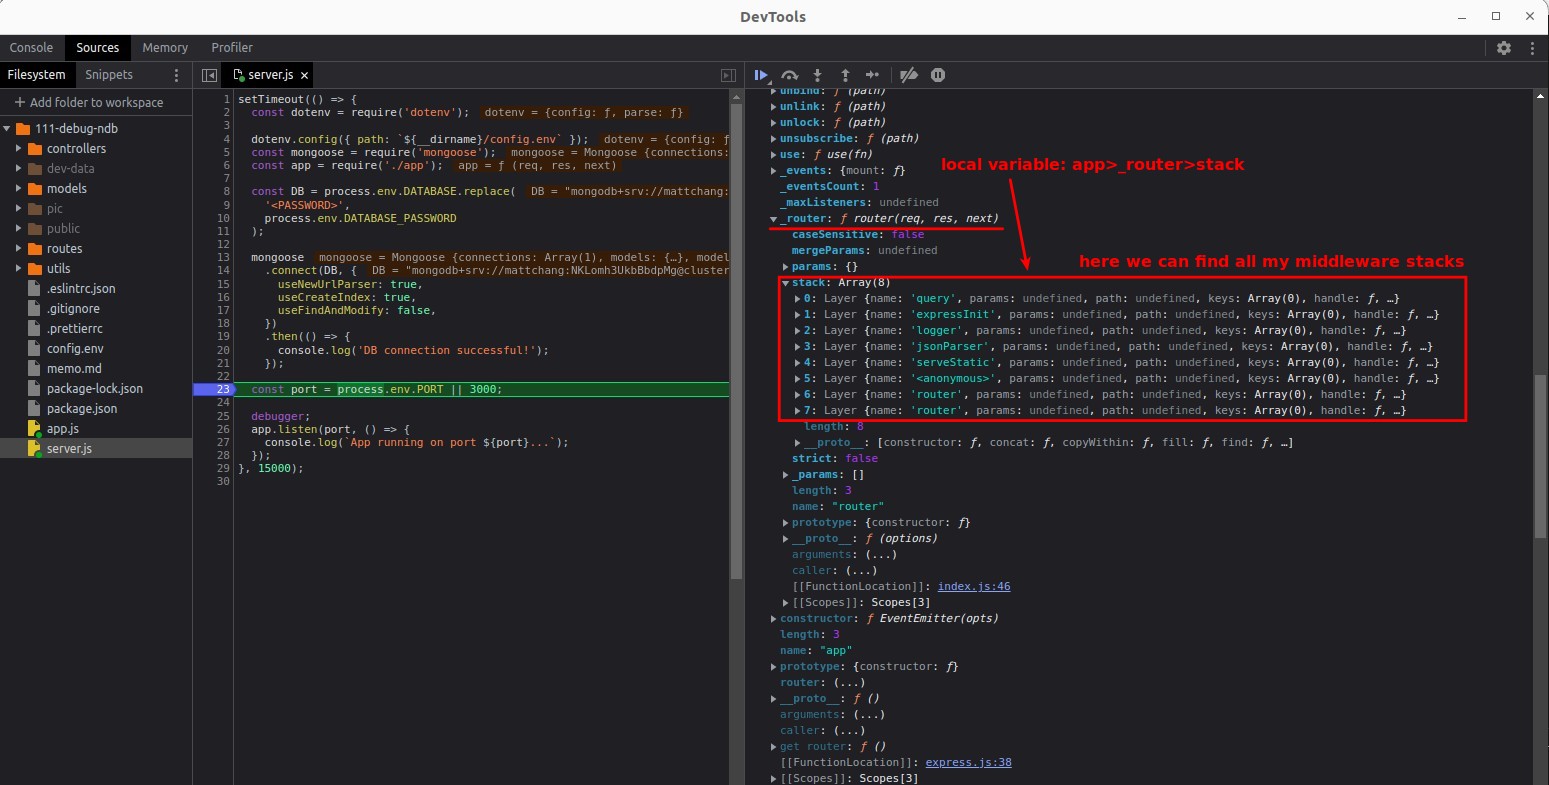 DevTools
Console Sources Memory Profiler
Filesystem Snippets
server.js
+ Add folder to workspace
111-debug-ndb
controllers
dev-data
models
pic
public
routes
utils
.eslintrc.json
.gitignore
.prettierrc
config.env
memo.md
package-lock.json
package.json
app.js
server.js
1 setTimeout(() => {
2 const dotenv = require('dotenv'); dotenv = {config: ƒ, parse: ƒ}
3
4 dotenv.config({ path: `${__dirname}/config.env` }); dotenv = {config: ƒ
5 const mongoose = require('mongoose'); mongoose = Mongoose {connections:
6 const app = require('./app'); app = ƒ (req, res, next)
7
8 const DB = process.env.DATABASE.replace( DB = "mongodb+srv://mattchang:
9 '<PASSWORD>',
10 process.env.DATABASE_PASSWORD
11 );
12
13 mongoose mongoose = Mongoose {connections: Array(1), models: {…}, model
14 .connect(DB, { DB = "mongodb+srv://mattchang:NKLomh3UkbBbdpMg@cluster
15 useNewUrlParser: true,
16 useCreateIndex: true,
17 useFindAndModify: false,
18 })
19 .then(() => {
20 console.log('DB connection successful!');
21 });
22
23 const port = process.env.PORT || 3000;
24
25 debugger;
26 app.listen(port, () => {
27 console.log(`App running on port ${port}...`);
28 });
29 }, 15000);
30
unbind: ƒ (path)
unlink: ƒ (path)
unlock: ƒ (path)
unsubscribe: ƒ (path)
use: ƒ use(fn)
local variable: app>_router>stack
_events: {mount: ƒ}
_eventsCount: 1
_maxListeners: undefined
_router: ƒ router(req, res, next)
caseSensitive: false
mergeParams: undefined
here we can find all my middleware stacks
params: {}
stack: Array(8)
0: Layer {name: 'query', params: undefined, path: undefined, keys: Array(0), handle: ƒ, …}
1: Layer {name: 'expressInit', params: undefined, path: undefined, keys: Array(0), handle: ƒ, …}
2: Layer {name: 'logger', params: undefined, path: undefined, keys: Array(0), handle: ƒ, …}
3: Layer {name: 'jsonParser', params: undefined, path: undefined, keys: Array(0), handle: ƒ, …}
4: Layer {name: 'serveStatic', params: undefined, path: undefined, keys: Array(0), handle: ƒ, …}
5: Layer {name: '<anonymous>', params: undefined, path: undefined, keys: Array(0), handle: ƒ, …}
6: Layer {name: 'router', params: undefined, path: undefined, keys: Array(0), handle: ƒ, …}
7: Layer {name: 'router', params: undefined, path: undefined, keys: Array(0), handle: ƒ, …}
length: 8
__proto__: [constructor: ƒ, concat: ƒ, copyWithin: ƒ, fill: ƒ, find: ƒ, …]
strict: false
_params: []
length: 3
name: "router"
prototype: {constructor: ƒ}
__proto__: ƒ (options)
arguments: (...)
caller: (...)
[[FunctionLocation]]: index.js:46
[[Scopes]]: Scopes[3]
constructor: ƒ EventEmitter(opts)
length: 3
name: "app"
prototype: {constructor: ƒ}
router: (...)
__proto__: ƒ ()
arguments: (...)
caller: (...)
get router: ƒ ()
[[FunctionLocation]]: express.js:38
[[Scopes]]: Scopes[3]